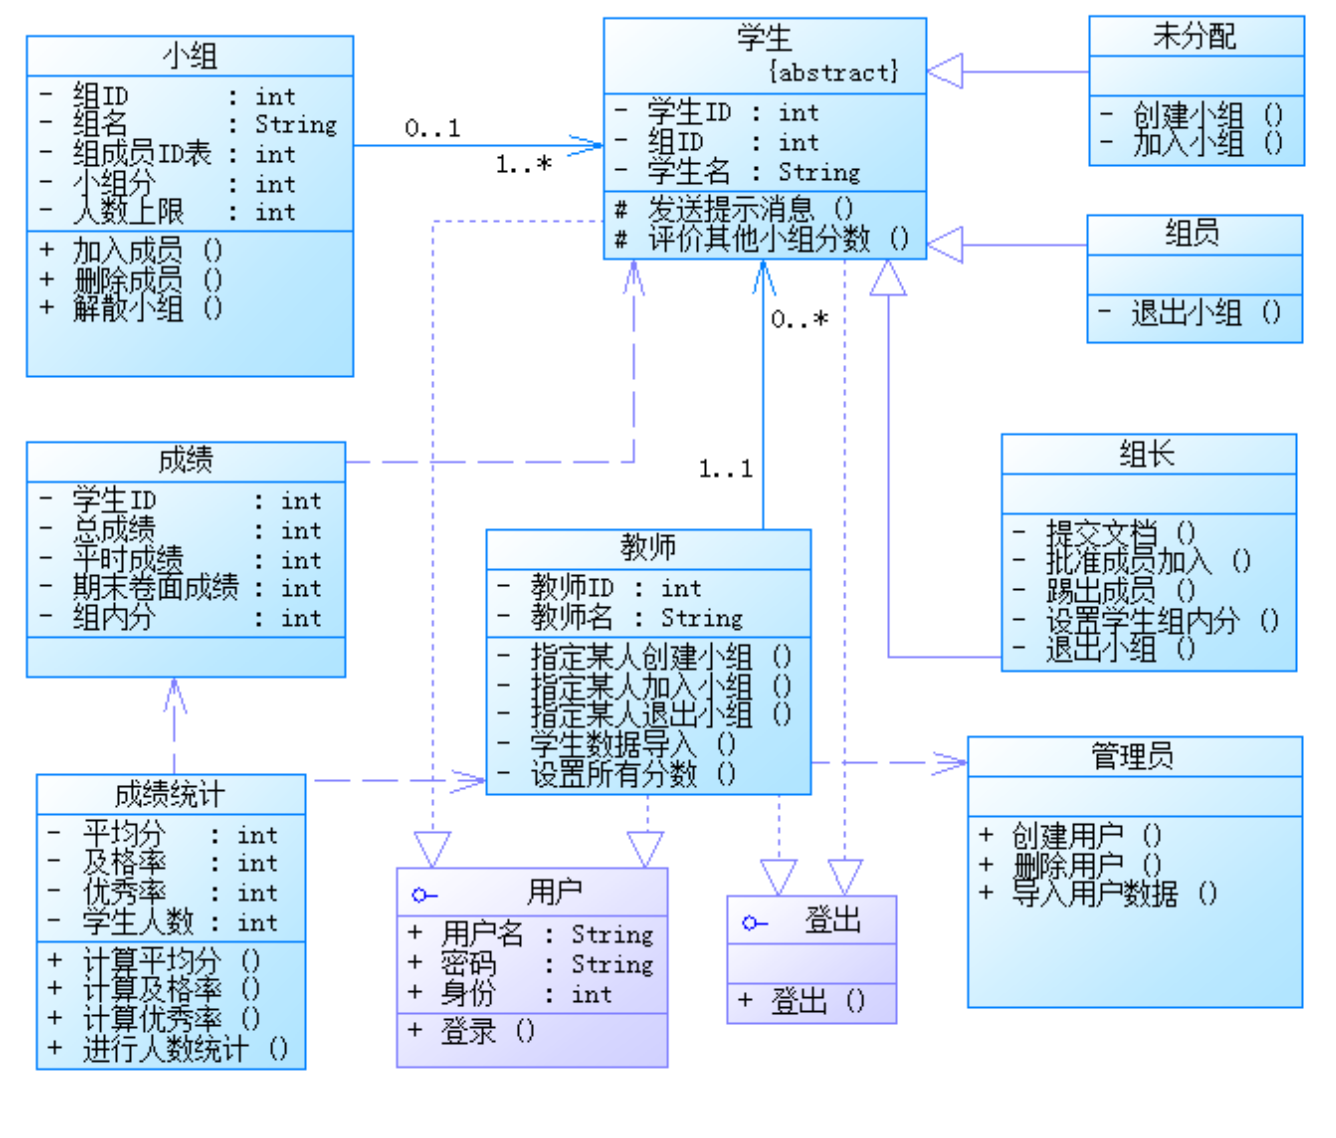 小组
- 组ID : int
- 组名 : String
- 组成员ID表 : int
- 小组分 : int
- 人数上限 : int
+ 加入成员 ()
+ 删除成员 ()
+ 解散小组 ()
0..1
1..*
学生
{abstract}
- 学生ID : int
- 组ID : int
- 学生名 : String
# 发送提示消息 ()
# 评价其他小组分数 ()
未分配
- 创建小组 ()
- 加入小组 ()
组员
- 退出小组 ()
0..*
1..1
组长
- 提交文档 ()
- 批准成员加入 ()
- 踢出成员 ()
- 设置学生组内分 ()
- 退出小组 ()
成绩
- 学生ID : int
- 总成绩 : int
- 平时成绩 : int
- 期末卷面成绩 : int
- 组内分 : int
教师
- 教师ID : int
- 教师名 : String
- 指定某人创建小组 ()
- 指定某人加入小组 ()
- 指定某人退出小组 ()
- 学生数据导入 ()
- 设置所有分数 ()
管理员
+ 创建用户 ()
+ 删除用户 ()
+ 导入用户数据 ()
成绩统计
- 平均分 : int
- 及格率 : int
- 优秀率 : int
- 学生人数 : int
+ 计算平均分 ()
+ 计算及格率 ()
+ 计算优秀率 ()
+ 进行人数统计 ()
用户
+ 用户名 : String
+ 密码 : String
+ 身份 : int
+ 登录 ()
登出
+ 登出 ()